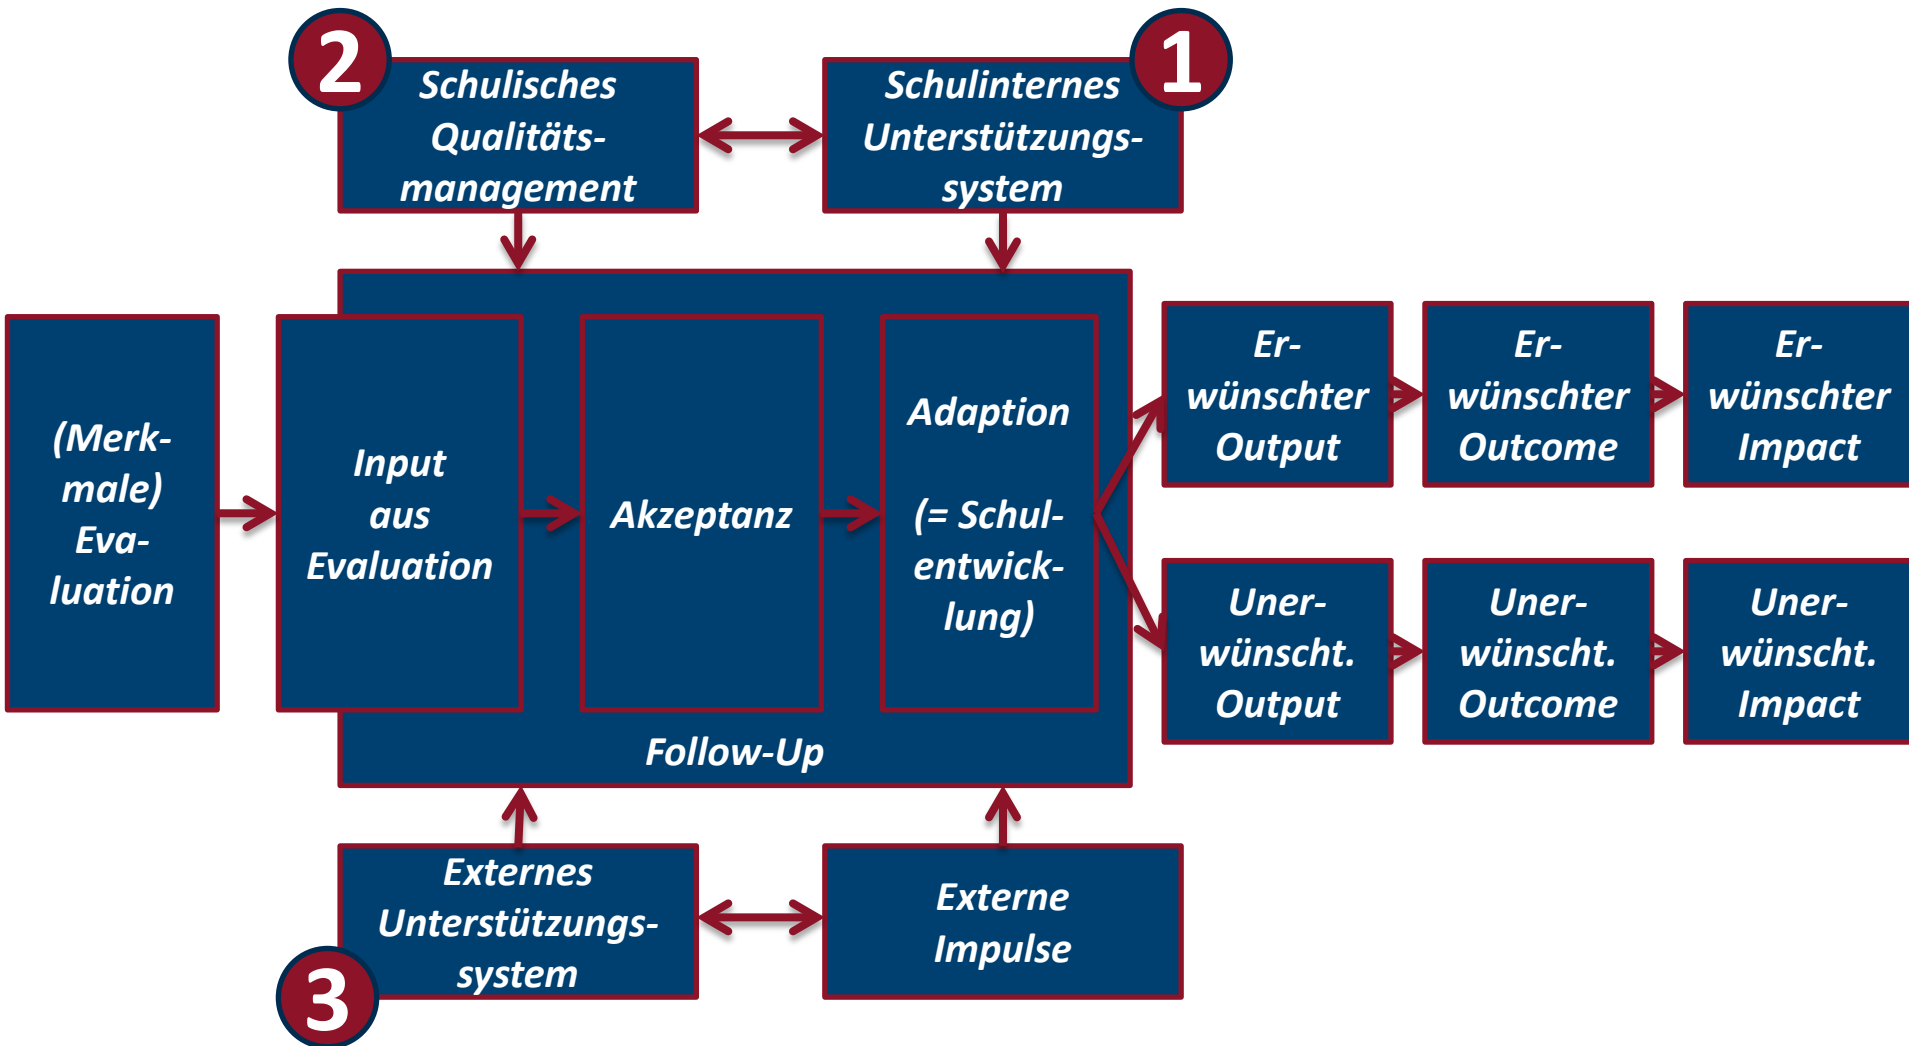 2
Schulisches
Qualitäts-
management
1
Schulinternes
Unterstützungs-
system
(Merk-
male)
Eva-
luation
Input
aus
Evaluation
Akzeptanz
Adaption
(= Schul-
entwick-
lung)
Follow-Up
Er-
wünschter
Output
Er-
wünschter
Outcome
Er-
wünschter
Impact
Uner-
wünscht.
Output
Uner-
wünscht.
Outcome
Uner-
wünscht.
Impact
3
Externes
Unterstützungs-
system
Externe
Impulse